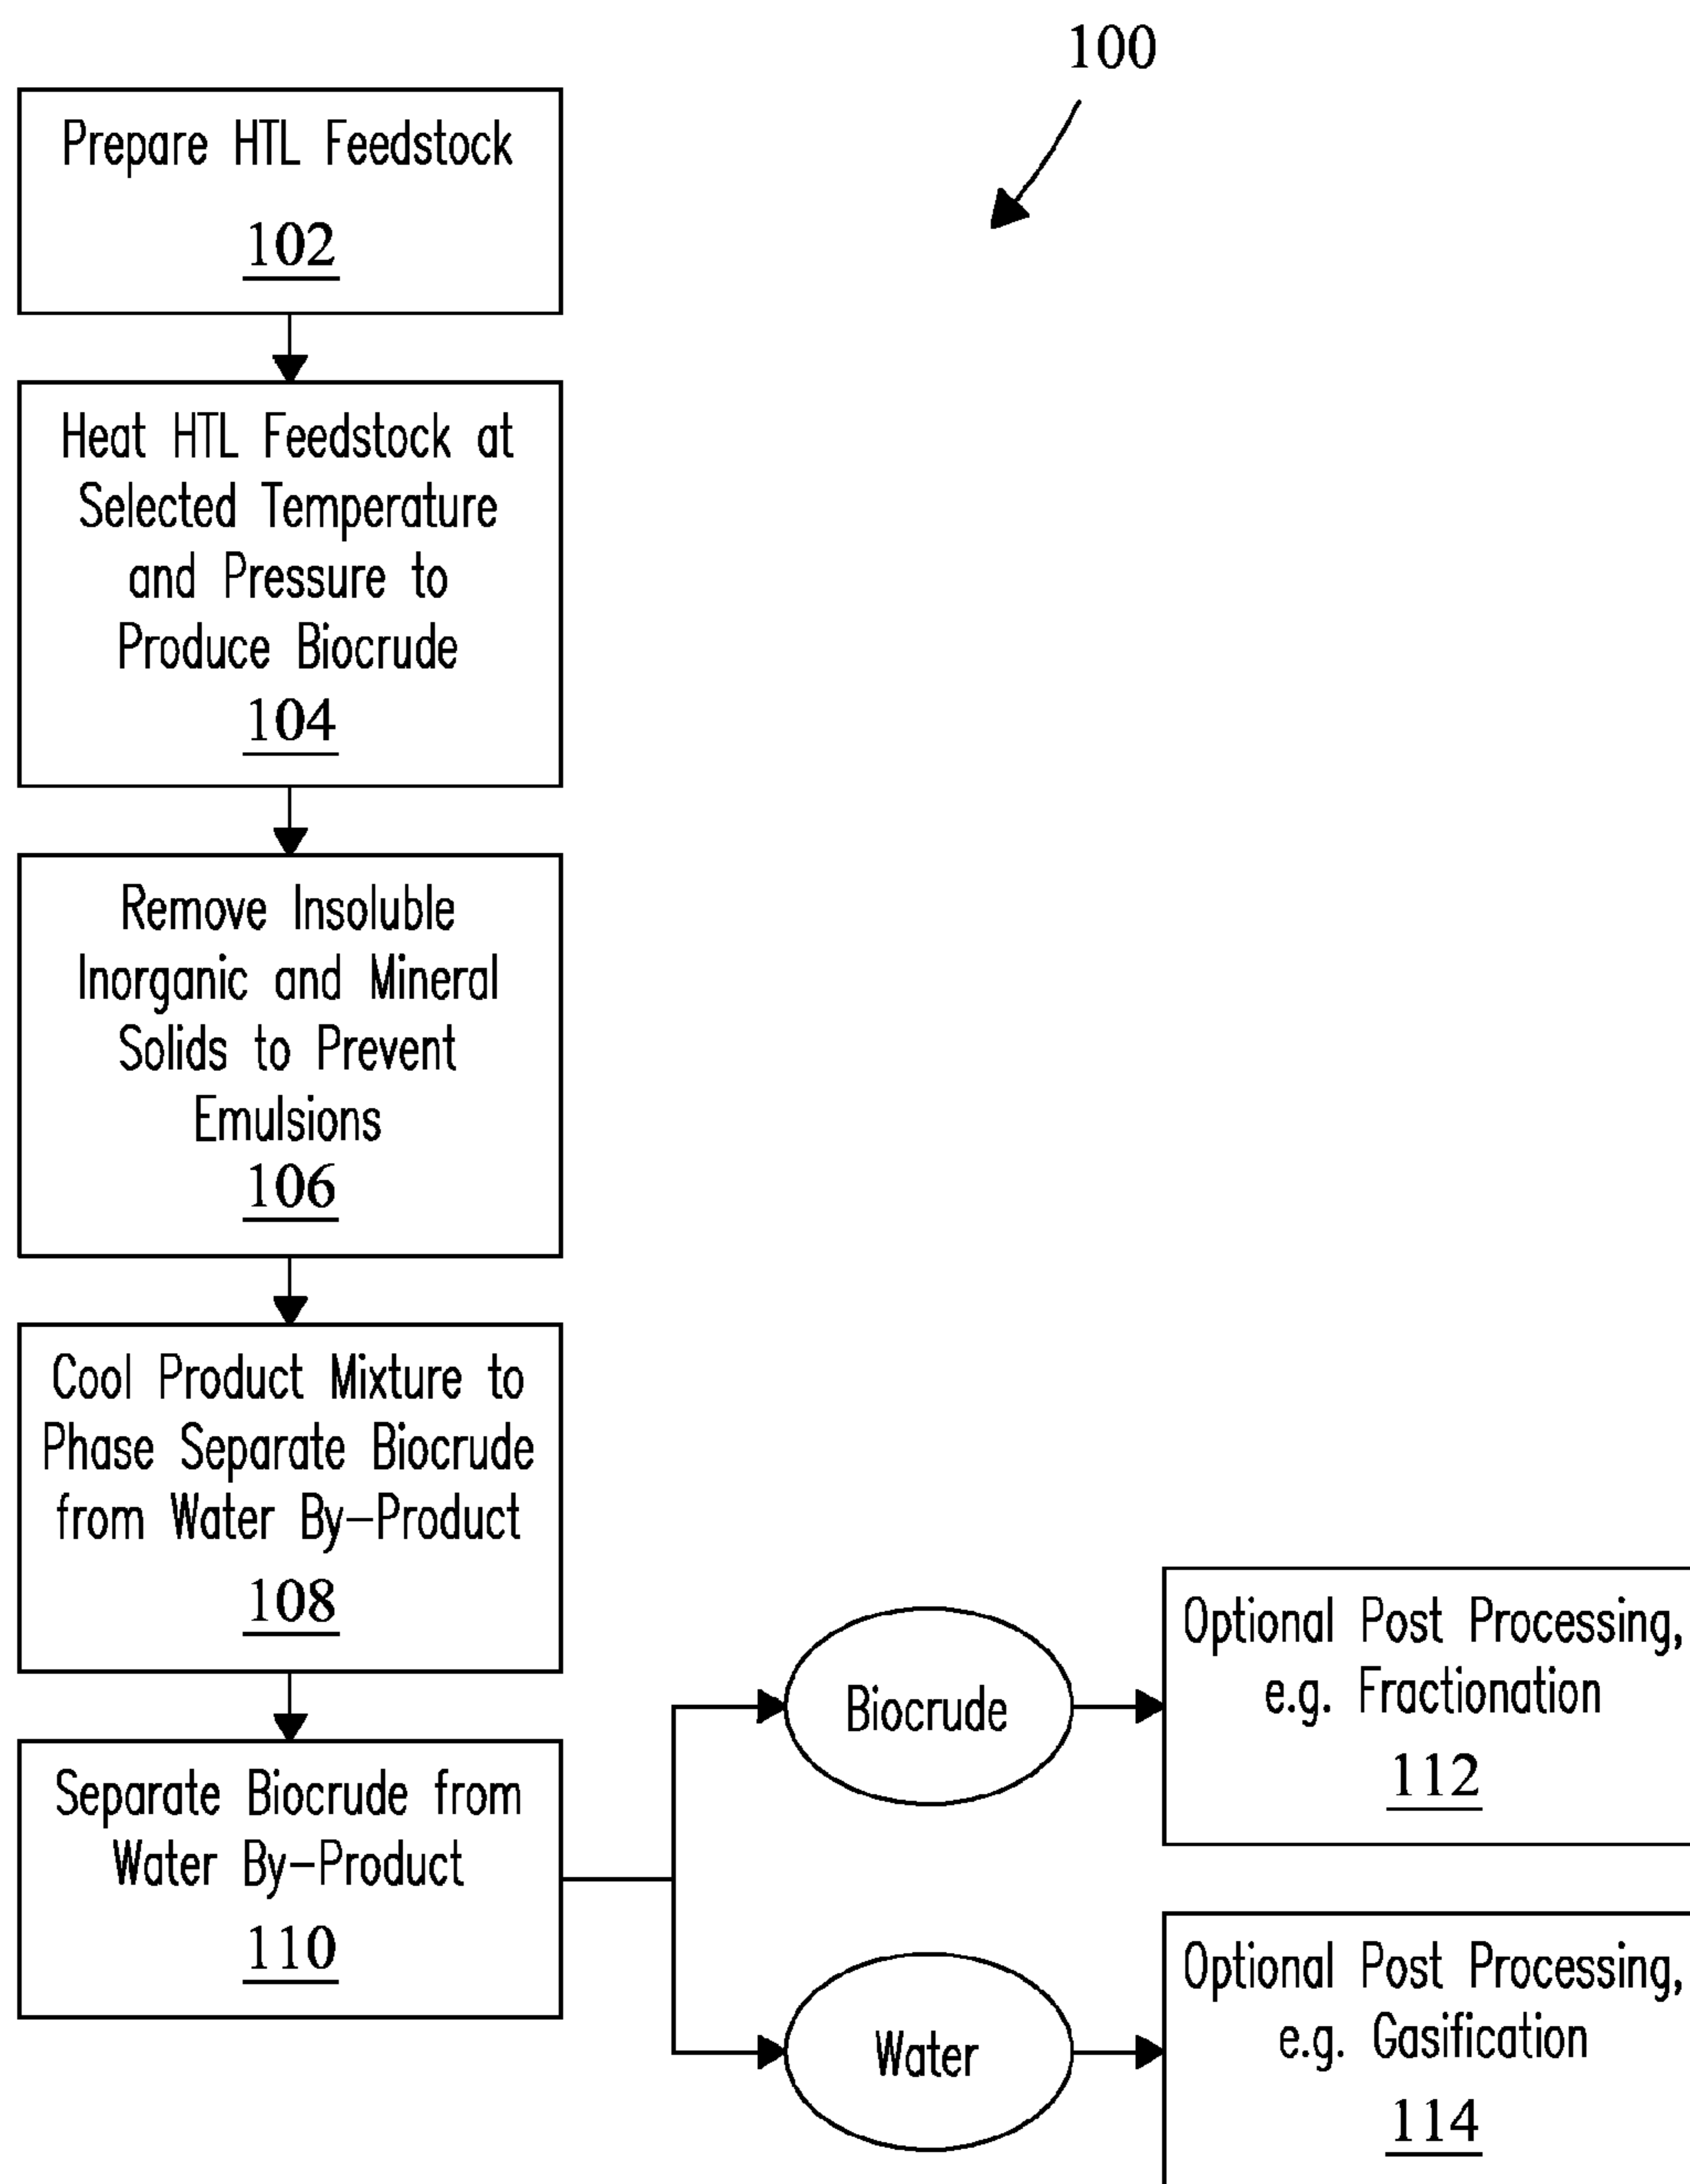 100
Prepare HTL Feedstock
102
Heat HTL Feedstock at
Selected Temperature
and Pressure to
Produce Biocrude
104
Remove Insoluble
Inorganic and Mineral
Solids to Prevent
Emulsions
106
Cool Product Mixture to
Phase Separate Biocrude
from Water By-Product
108
Separate Biocrude from
Water By-Product
110
Biocrude
Optional Post Processing,
e.g. Fractionation
112
Water
Optional Post Processing,
e.g. Gasification
114